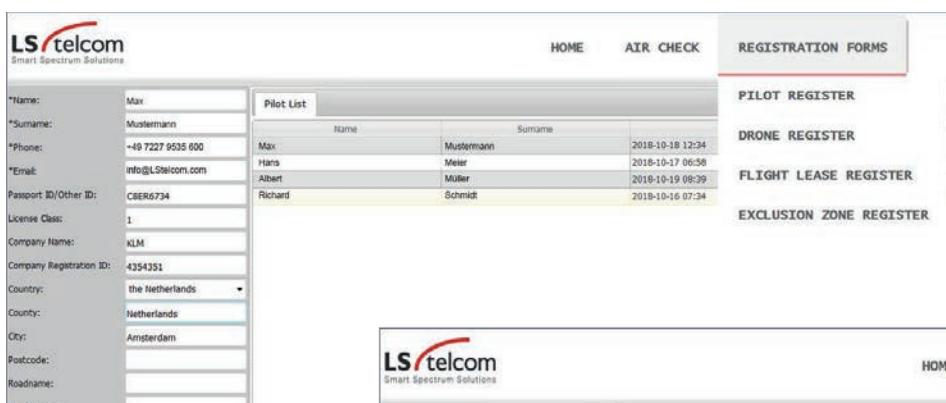 LS telcom
Smart Spectrum Solutions
HOME AIR CHECK REGISTRATION FORMS
PILOT REGISTER
DRONE REGISTER
FLIGHT LEASE REGISTER
EXCLUSION ZONE REGISTER
*Name: Max
*Surname: Mustermann
*Phone: +49 7227 9535 600
*Email: info@LStelcom.com
Passport ID/Other ID: C8ER6734
License Class: 1
Company Name: KLM
Company Registration ID: 4354351
Country: the Netherlands
County: Netherlands
City: Amsterdam
Postcode:
Roadname:
Pilot List
Name Surname
Max Mustermann 2018-10-18 12:34
Hans Meier 2018-10-17 06:58
Albert Müller 2018-10-19 08:39
Richard Schmidt 2018-10-16 07:34
LS telcom
Smart Spectrum Solutions
HOM